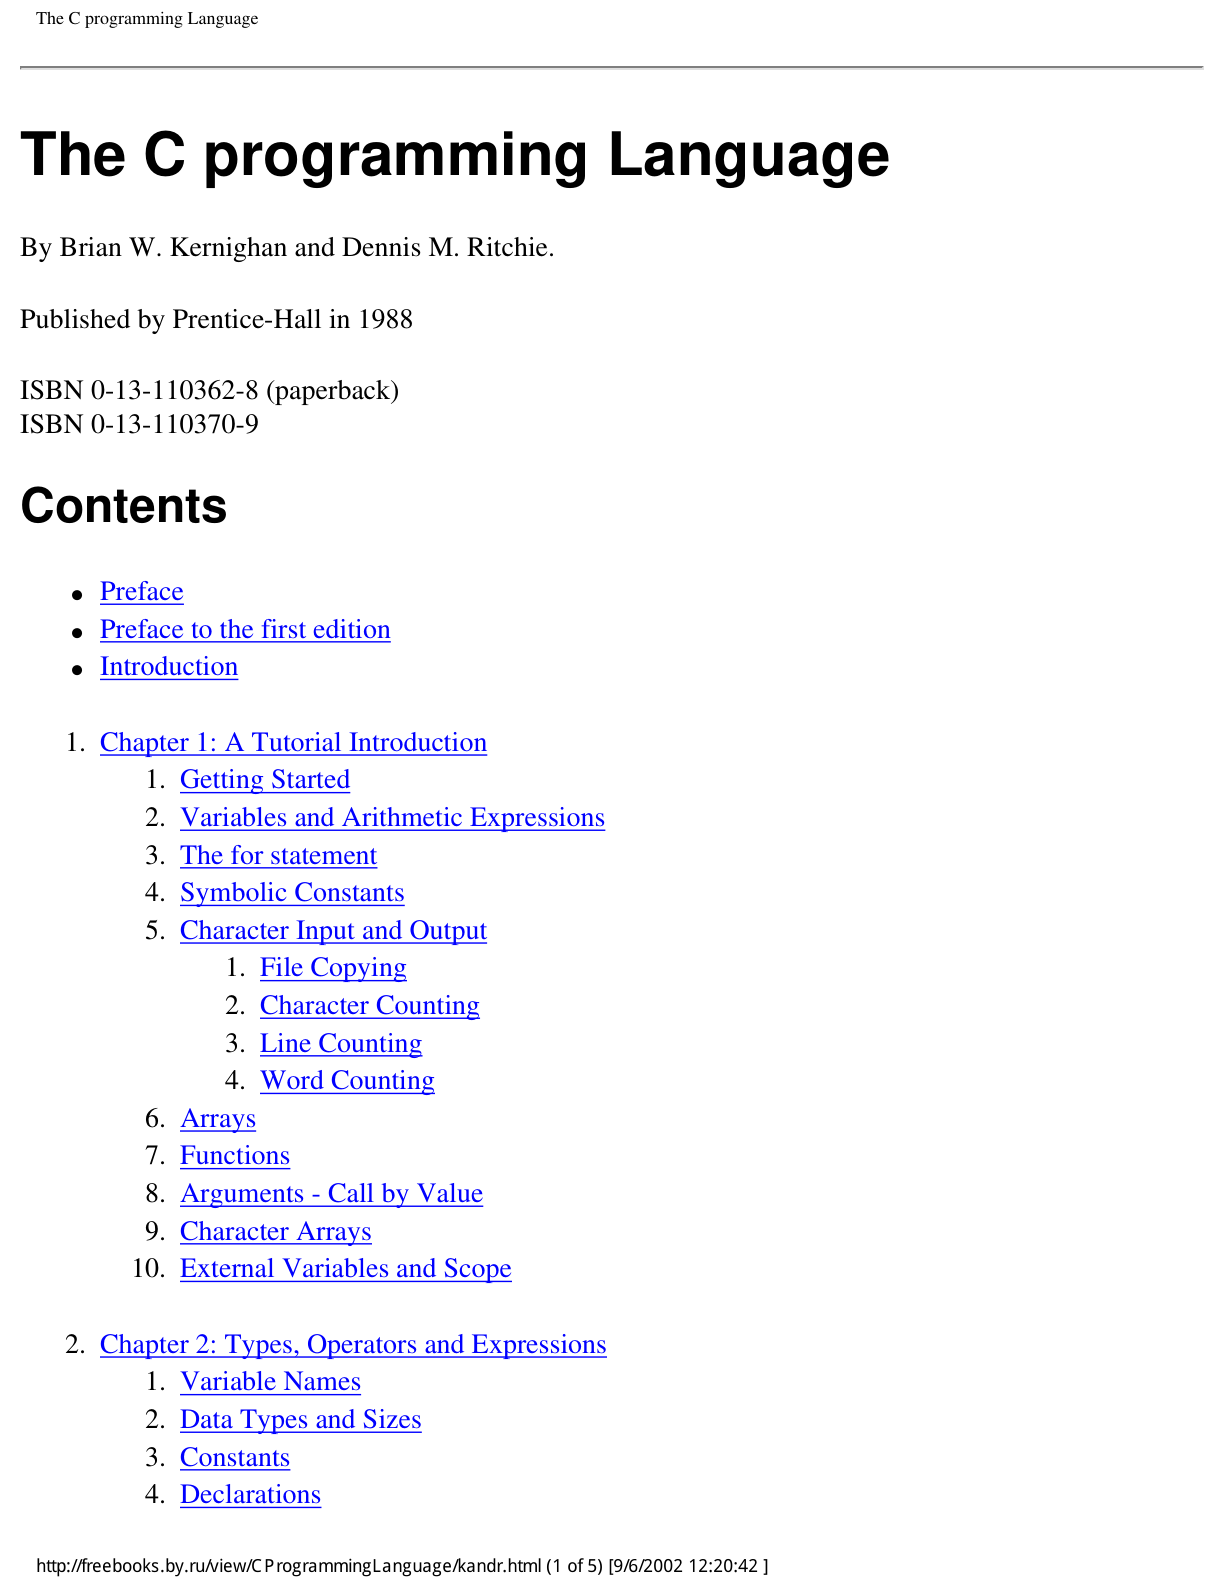 The C programming Language
The C programming Language
By Brian W. Kernighan and Dennis M. Ritchie.
Published by Prentice-Hall in 1988
ISBN 0-13-110362-8 (paperback)
ISBN 0-13-110370-9
Contents
● Preface
● Preface to the first edition
● Introduction
1. Chapter 1: A Tutorial Introduction
1. Getting Started
2. Variables and Arithmetic Expressions
3. The for statement
4. Symbolic Constants
5. Character Input and Output
1. File Copying
2. Character Counting
3. Line Counting
4. Word Counting
6. Arrays
7. Functions
8. Arguments - Call by Value
9. Character Arrays
10. External Variables and Scope
2. Chapter 2: Types, Operators and Expressions
1. Variable Names
2. Data Types and Sizes
3. Constants
4. Declarations
http://freebooks.by.ru/view/CProgrammingLanguage/kandr.html (1 of 5) [9/6/2002 12:20:42 ]